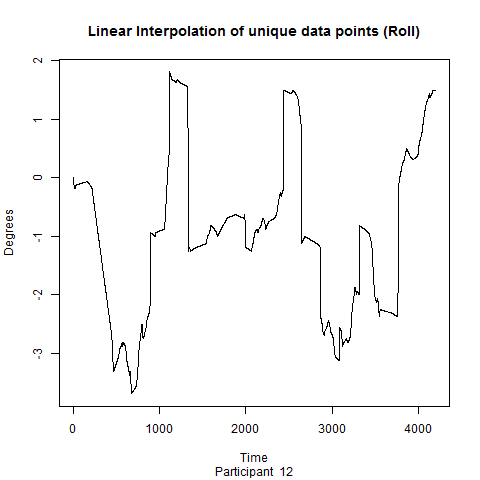 Linear Interpolation of unique data points (Roll)
Degrees
2
1
0
-1
-2
-3
0 1000 2000 3000 4000
Time
Participant 12